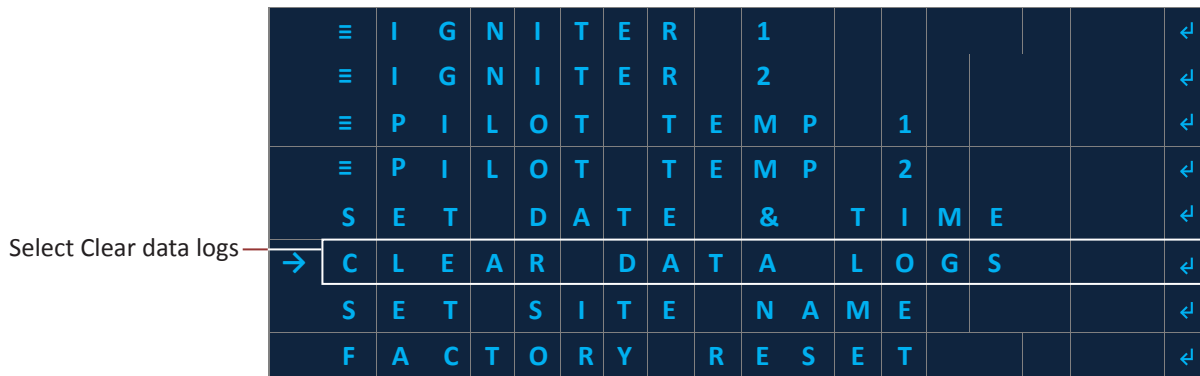 ≡ IGNITER 1 ↵
≡ IGNITER 2 ↵
≡ PILOT TEMP 1 ↵
≡ PILOT TEMP 2 ↵
SET DATE & TIME ↵
Select Clear data logs
→ CLEAR DATA LOGS ↵
SET SITE NAME ↵
FACTORY RESET ↵